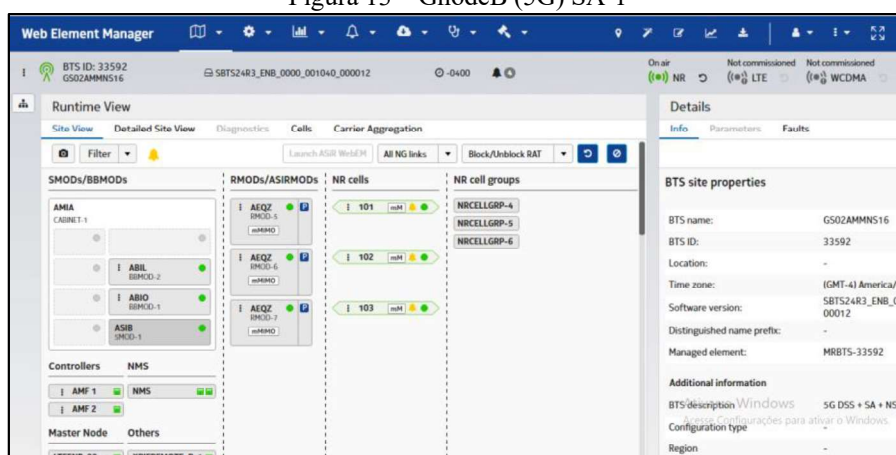 Figura 15 – GnodeB (5G) SA-1
Web Element Manager
BTS ID: 33592
GS02AMMNS16
SBTS24R3_ENB_0000_001040_000012
-0400
On air
NR
Not commissioned
LTE
Not commissioned
WCDMA
Runtime View
Site View Detailed Site View Diagnostics Cells Carrier Aggregation
Filter
Launch ASiR WebEM
All NG links
Block/Unblock RAT
SMODs/BBMODs
RMODs/ASIRMODs
NR cells
NR cell groups
AMIA
CABINET-1
ABIL
BBMOD-2
ABIO
BBMOD-1
ASIB
SMOD-1
AEQZ
RMOD-5
mMIMO
AEQZ
RMOD-6
mMIMO
AEQZ
RMOD-7
mMIMO
101 mM
102 mM
103 mM
NRCELLGRP-4
NRCELLGRP-5
NRCELLGRP-6
Controllers
NMS
AMF 1
NMS
AMF 2
Master Node
Others
Details
Info Parameters Faults
BTS site properties
BTS name: GS02AMMNS16
BTS ID: 33592
Location: -
Time zone: (GMT-4) America/
Software version: SBTS24R3_ENB_0
00012
Distinguished name prefix: -
Managed element: MRBTS-33592
Additional information
BTS description 5G DSS + SA + NS
Configuration type -
Region -
Windows
Acesse Configurações para ativar o Windows.